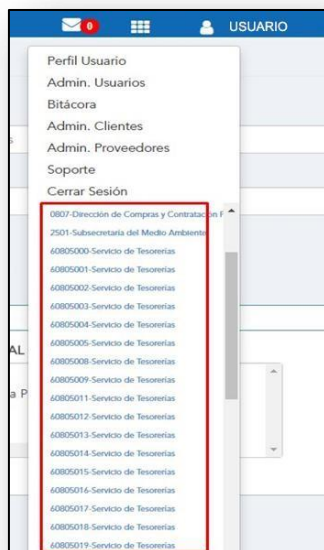 0
USUARIO
Perfil Usuario
Admin. Usuarios
Bitácora
Admin. Clientes
Admin. Proveedores
Soporte
Cerrar Sesión
0807-Dirección de Compras y Contratación P
2501-Subsecretaría del Medio Ambiente
60805000-Servicio de Tesorerías
60805001-Servicio de Tesorerías
60805002-Servicio de Tesorerías
60805003-Servicio de Tesorerías
60805004-Servicio de Tesorerías
60805005-Servicio de Tesorerías
AL
60805008-Servicio de Tesorerías
60805009-Servicio de Tesorerías
a P
60805011-Servicio de Tesorerías
60805012-Servicio de Tesorerías
60805013-Servicio de Tesorerías
60805014-Servicio de Tesorerías
60805015-Servicio de Tesorerías
60805016-Servicio de Tesorerías
60805017-Servicio de Tesorerías
60805018-Servicio de Tesorerías
60805019-Servicio de Tesorerías